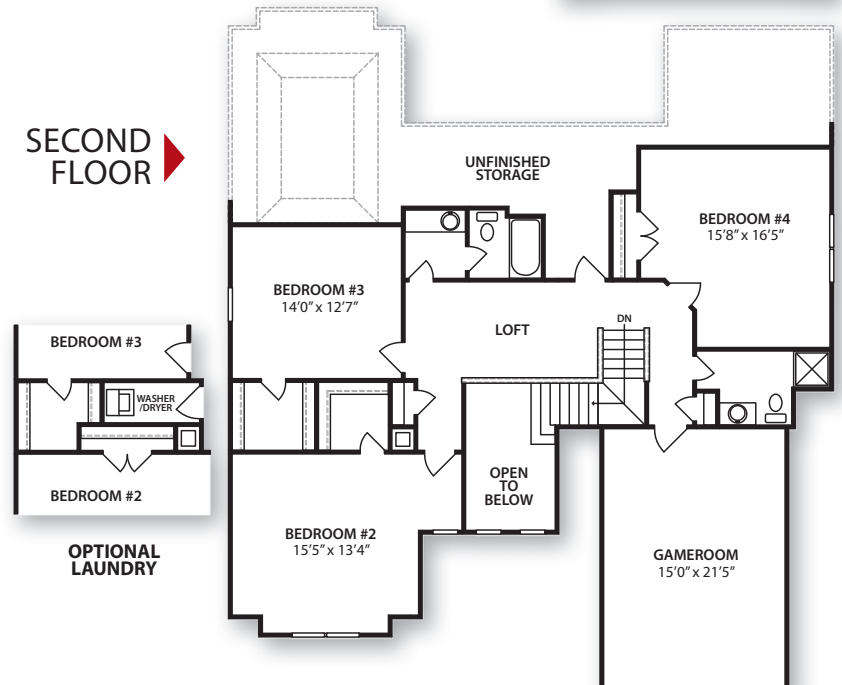 SECOND
FLOOR
UNFINISHED
STORAGE
BEDROOM #4
15'8" x 16'5"
BEDROOM #3
14'0" x 12'7"
LOFT
DN
BEDROOM #3
WASHER
/DRYER
BEDROOM #2
OPTIONAL
LAUNDRY
OPEN
TO
BELOW
BEDROOM #2
15'5" x 13'4"
GAMEROOM
15'0" x 21'5"